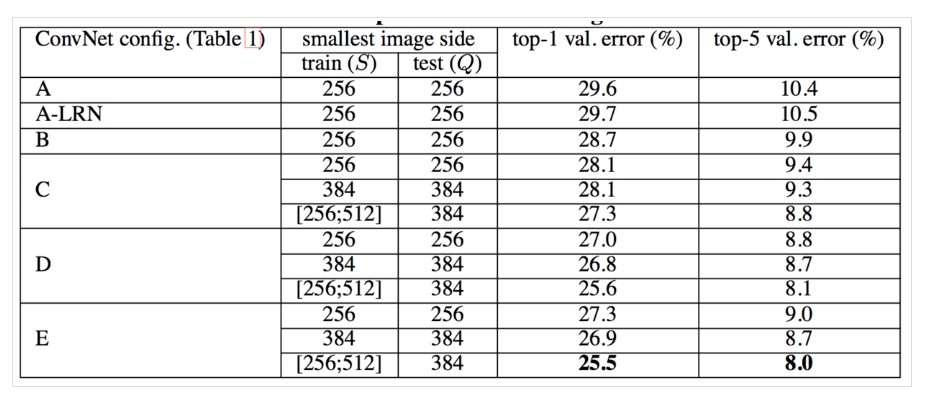 ConvNet config. (Table 1) smallest image side top-1 val. error (%) top-5 val. error (%)
train (S) test (Q)
A 256 256 29.6 10.4
A-LRN 256 256 29.7 10.5
B 256 256 28.7 9.9
C 256 256 28.1 9.4
384 384 28.1 9.3
[256;512] 384 27.3 8.8
D 256 256 27.0 8.8
384 384 26.8 8.7
[256;512] 384 25.6 8.1
E 256 256 27.3 9.0
384 384 26.9 8.7
[256;512] 384 25.5 8.0